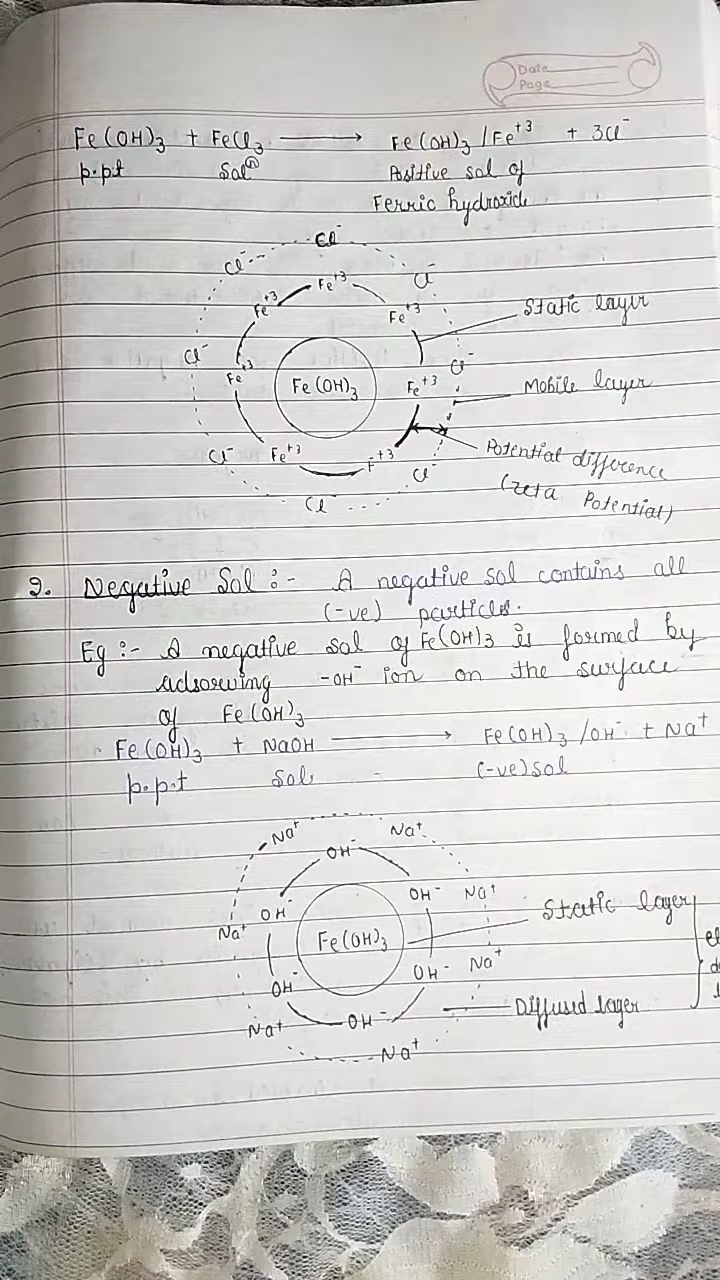 Date
Page
Fe(OH)₃ + FeCl₃ ⟶ Fe(OH)₃ / Fe⁺³ + 3Cl⁻
p.pt Solⁿ Positive sol of
Ferric hydroxide
Cl⁻
Cl⁻ Cl⁻
Fe⁺³
Fe⁺³ Fe⁺³ Static layer
Cl⁻ Cl⁻
Fe⁺³ Fe(OH)₃ Fe⁺³ Mobile layer
Cl⁻ Fe⁺³ F⁺³ Potential difference
Cl⁻ (zeta Potential)
Cl⁻
2. Negative Sol :- A negative sol contains all
(-ve) particles.
Eg :- A negative sol of Fe(OH)₃ is formed by
adsorwing -OH⁻ ion on the surface
of Fe(OH)₃
Fe(OH)₃ + NaOH ⟶ Fe(OH)₃ / OH⁻ + Na⁺
p.p.t Sol. (-ve) sol
Na⁺ Na⁺
OH⁻
OH⁻ OH⁻ Na⁺ Static layer
Na⁺ Fe(OH)₃
OH⁻ OH⁻ Na⁺
Na⁺ OH⁻ Diffused layer
Na⁺